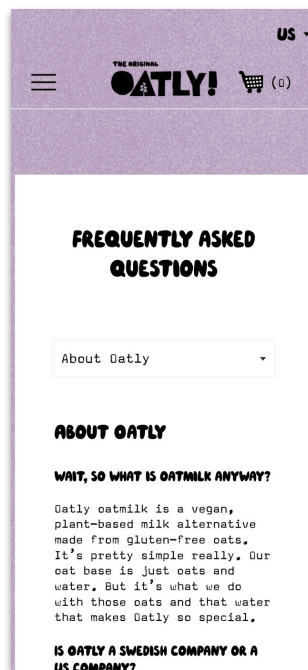 US
THE ORIGINAL
OATLY!
(0)
FREQUENTLY ASKED
QUESTIONS
About Oatly
ABOUT OATLY
WAIT, SO WHAT IS OATMILK ANYWAY?
Oatly oatmilk is a vegan,
plant-based milk alternative
made from gluten-free oats.
It's pretty simple really. Our
oat base is just oats and
water. But it's what we do
with those oats and that water
that makes Oatly so special.
IS OATLY A SWEDISH COMPANY OR A
US COMPANY?